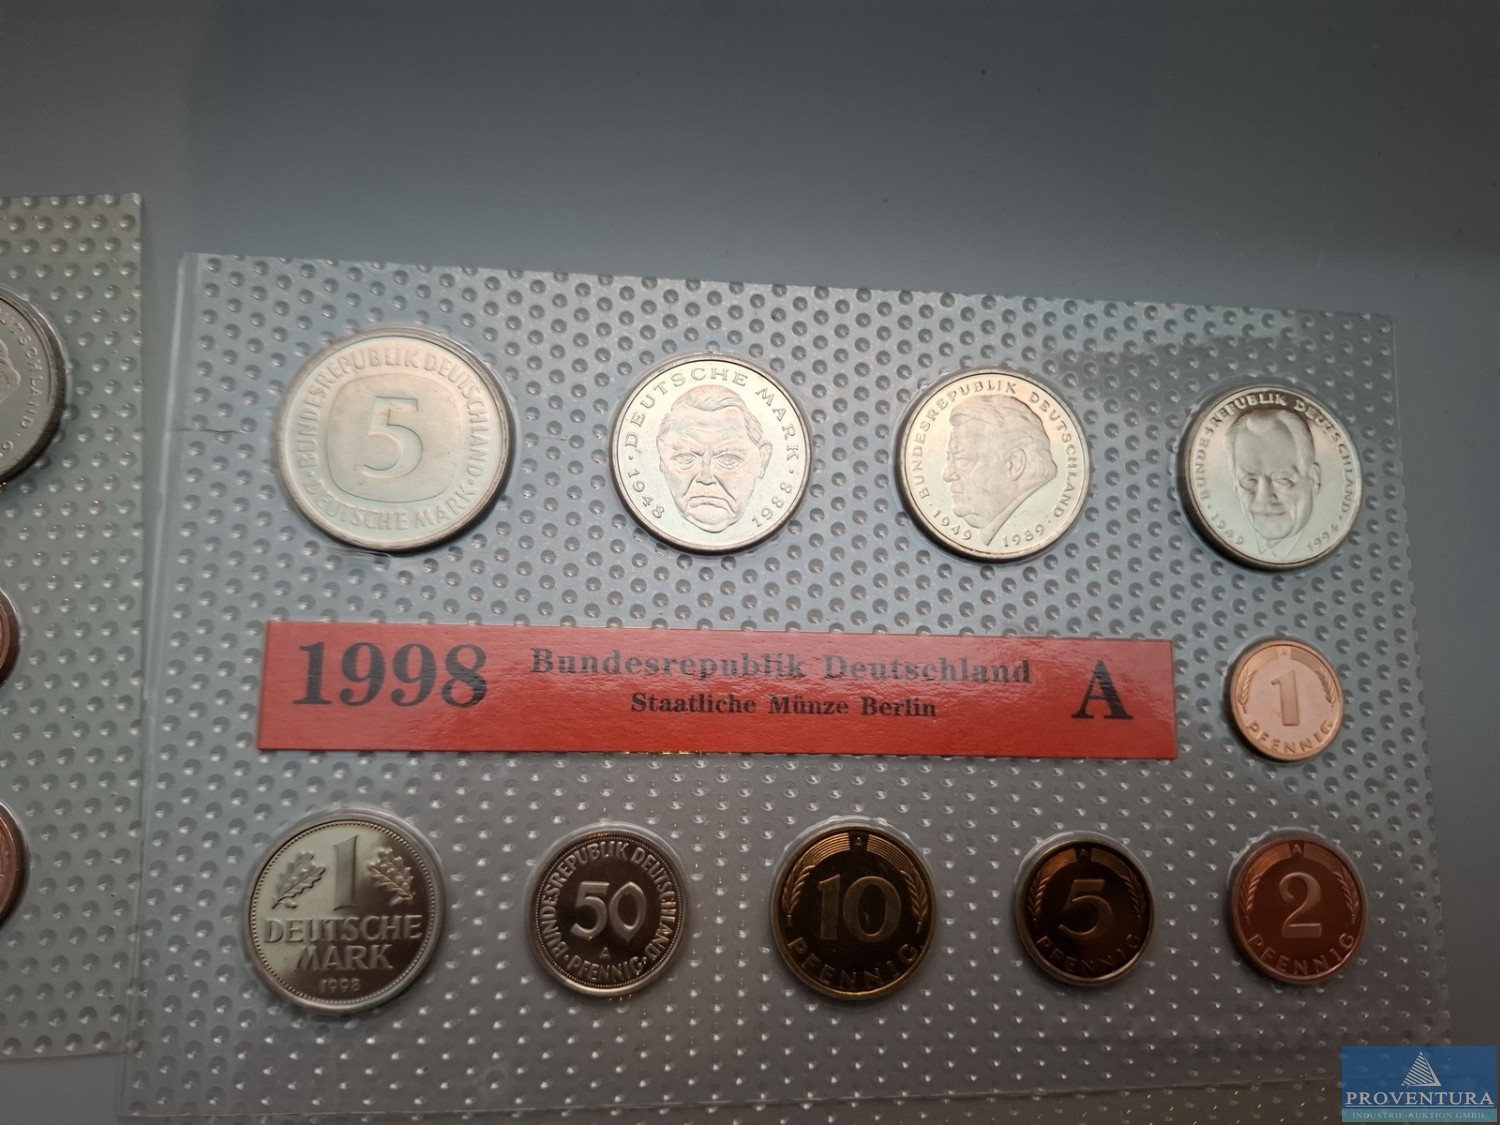 BUNDESREPUBLIK DEUTSCHLAND
5
DEUTSCHE MARK
DEUTSCHE MARK
1948 1988
BUNDESREPUBLIK DEUTSCHLAND
1949 1989
BUNDESREPUBLIK DEUTSCHLAND
1949 1994
1998 Bundesrepublik Deutschland A
Staatliche Münze Berlin
A
1
PFENNIG
1
DEUTSCHE
MARK
1998
BUNDESREPUBLIK DEUTSCHLAND
50
A
PFENNIG
A
10
PFENNIG
A
5
PFENNIG
A
2
PFENNIG
PROVENTURA
INDUSTRIE-AUKTION GMBH